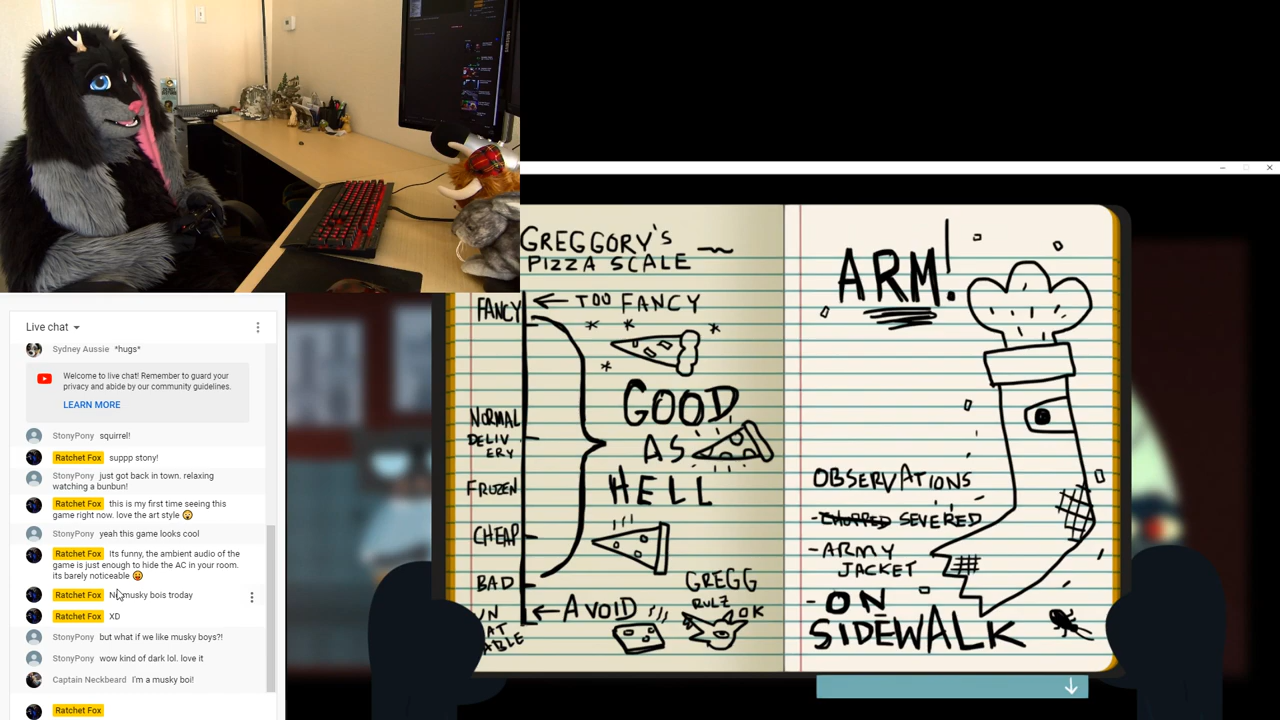 Live chat
Sydney Aussie *hugs*
Welcome to live chat! Remember to guard your
privacy and abide by our community guidelines.
LEARN MORE
StonyPony squirrel!
Ratchet Fox suppp stony!
StonyPony just got back in town. relaxing
watching a bunbun!
Ratchet Fox this is my first time seeing this
game right now. love the art style
StonyPony yeah this game looks cool
Ratchet Fox Its funny, the ambient audio of the
game is just enough to hide the AC in your room.
its barely noticeable
Ratchet Fox No musky bois troday
Ratchet Fox XD
StonyPony but what if we like musky boys?!
StonyPony wow kind of dark lol. love it
Captain Neckbeard I'm a musky boi!
Ratchet Fox
GREGGORY'S
PIZZA SCALE
FANCY ← TOO FANCY
NORMAL
DELIV
ERY
FROZEN
CHEAP
BAD
UN
EAT
ABLE
GOOD
AS
HELL
← AVOID
GREGG
RULZ
OK
ARM!
OBSERVATIONS
- CHOPPED SEVERED
- ARMY
JACKET
- ON
SIDEWALK